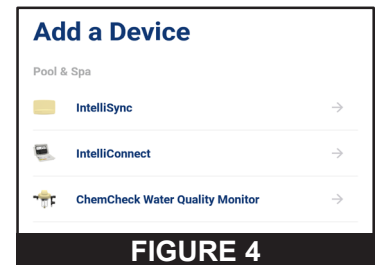 Add a Device
Pool & Spa
IntelliSync
IntelliConnect
ChemCheck Water Quality Monitor
FIGURE 4